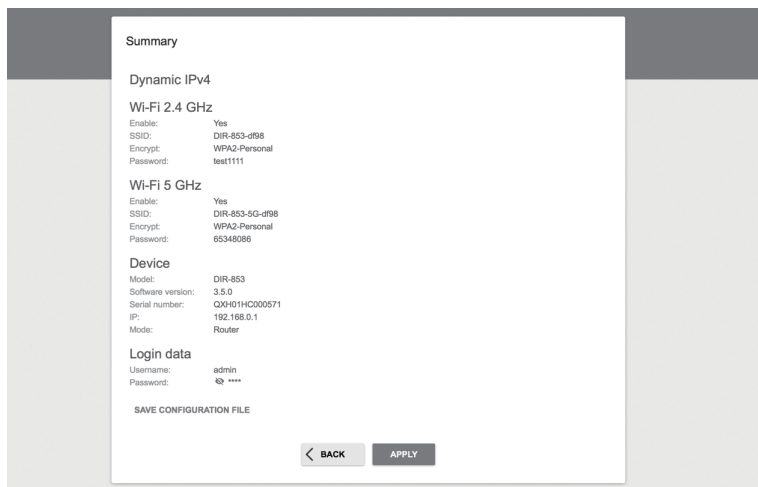 Summary
Dynamic IPv4
Wi-Fi 2.4 GHz
Enable: Yes
SSID: DIR-853-df98
Encrypt: WPA2-Personal
Password: test1111
Wi-Fi 5 GHz
Enable: Yes
SSID: DIR-853-5G-df98
Encrypt: WPA2-Personal
Password: 65348086
Device
Model: DIR-853
Software version: 3.5.0
Serial number: QXH01HC000571
IP: 192.168.0.1
Mode: Router
Login data
Username: admin
Password: ****
SAVE CONFIGURATION FILE
BACK APPLY